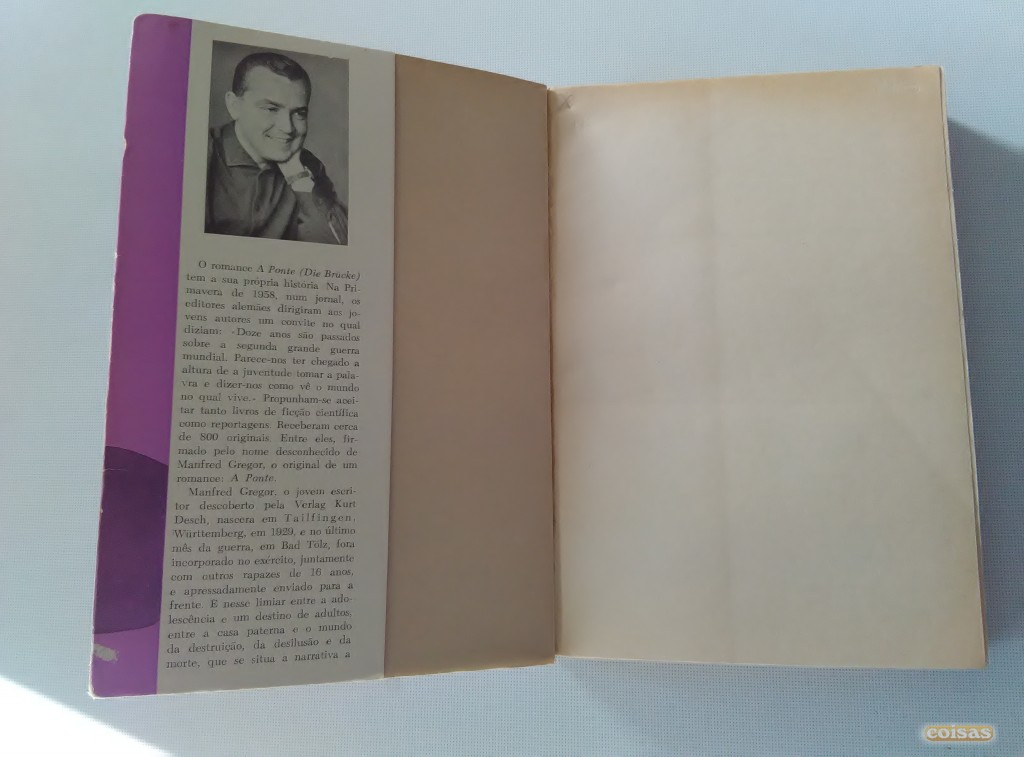 O romance A Ponte (Die Brücke)
tem a sua própria história. Na Pri-
mavera de 1958, num jornal, os
editores alemães dirigiram aos jo-
vens autores um convite no qual
diziam: «Doze anos são passados
sobre a segunda grande guerra
mundial. Parece-nos ter chegado a
altura de a juventude tomar a pala-
vra e dizer-nos como vê o mundo
no qual vive.» Propunham-se acei-
tar tanto livros de ficção científica
como reportagens. Receberam cerca
de 800 originais. Entre eles, fir-
mado pelo nome desconhecido de
Manfred Gregor, o original de um
romance: A Ponte.
Manfred Gregor, o jovem escri-
tor descoberto pela Verlag Kurt
Desch, nascera em Tailfingen,
Württemberg, em 1929, e no último
mês da guerra, em Bad Tölz, fora
incorporado no exército, juntamente
com outros rapazes de 16 anos,
e apressadamente enviado para a
frente. É nesse limiar entre a ado-
lescência e um destino de adultos,
entre a casa paterna e o mundo
da destruição, da desilusão e da
morte, que se situa a narrativa a
coisas